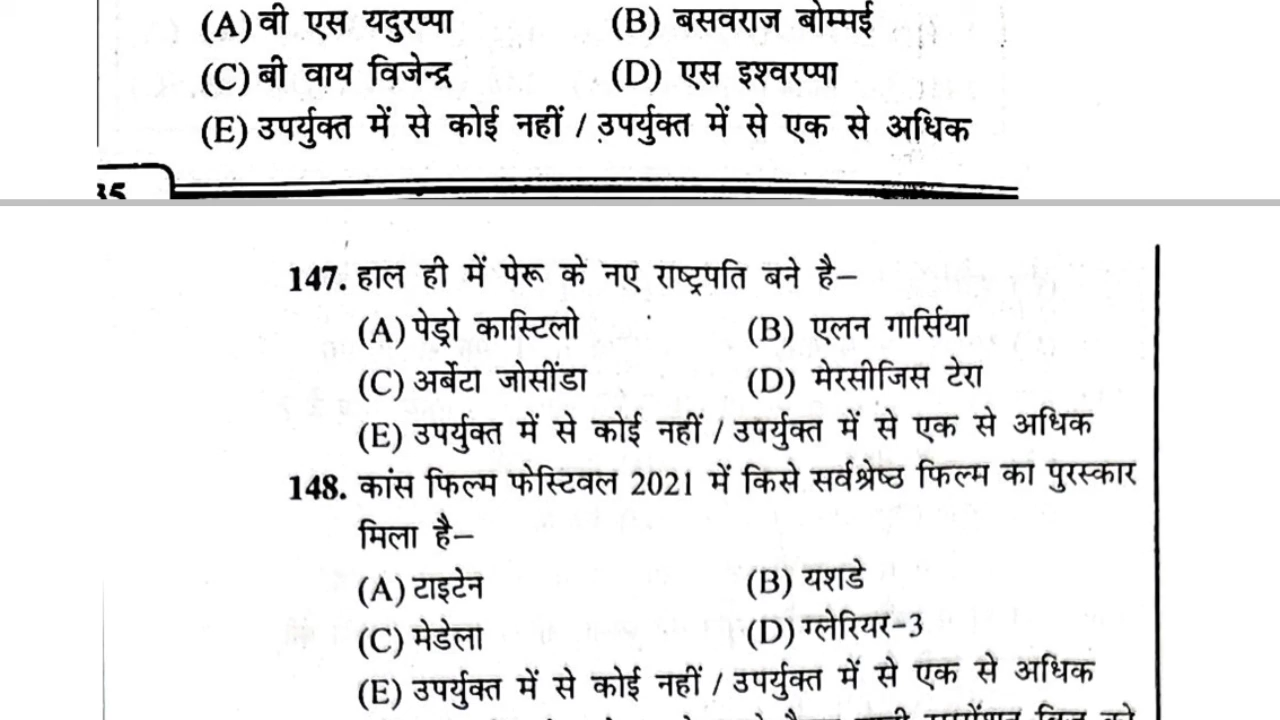 (A) वी एस यदुरप्पा (B) बसवराज बोम्मई
(C) बी वाय विजेन्द्र (D) एस इश्वरप्पा
(E) उपर्युक्त में से कोई नहीं / उपर्युक्त में से एक से अधिक
35
147. हाल ही में पेरू के नए राष्ट्रपति बने है–
(A) पेड्रो कास्टिलो (B) एलन गार्सिया
(C) अर्बेटा जोसींडा (D) मेरसीजिस टेरा
(E) उपर्युक्त में से कोई नहीं / उपर्युक्त में से एक से अधिक
148. कांस फिल्म फेस्टिवल 2021 में किसे सर्वश्रेष्ठ फिल्म का पुरस्कार
मिला है–
(A) टाइटेन (B) यशडे
(C) मेडेला (D) ग्लेरियर-3
(E) उपर्युक्त में से कोई नहीं / उपर्युक्त में से एक से अधिक